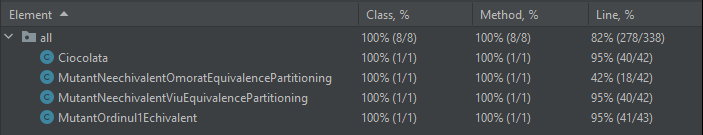 Element Class, % Method, % Line, %
all 100% (8/8) 100% (8/8) 82% (278/338)
C Ciocolata 100% (1/1) 100% (1/1) 95% (40/42)
C MutantNeechivalentOmoratEquivalencePartitioning 100% (1/1) 100% (1/1) 42% (18/42)
C MutantNeechivalentViuEquivalencePartitioning 100% (1/1) 100% (1/1) 95% (40/42)
C MutantOrdinul1Echivalent 100% (1/1) 100% (1/1) 95% (41/43)